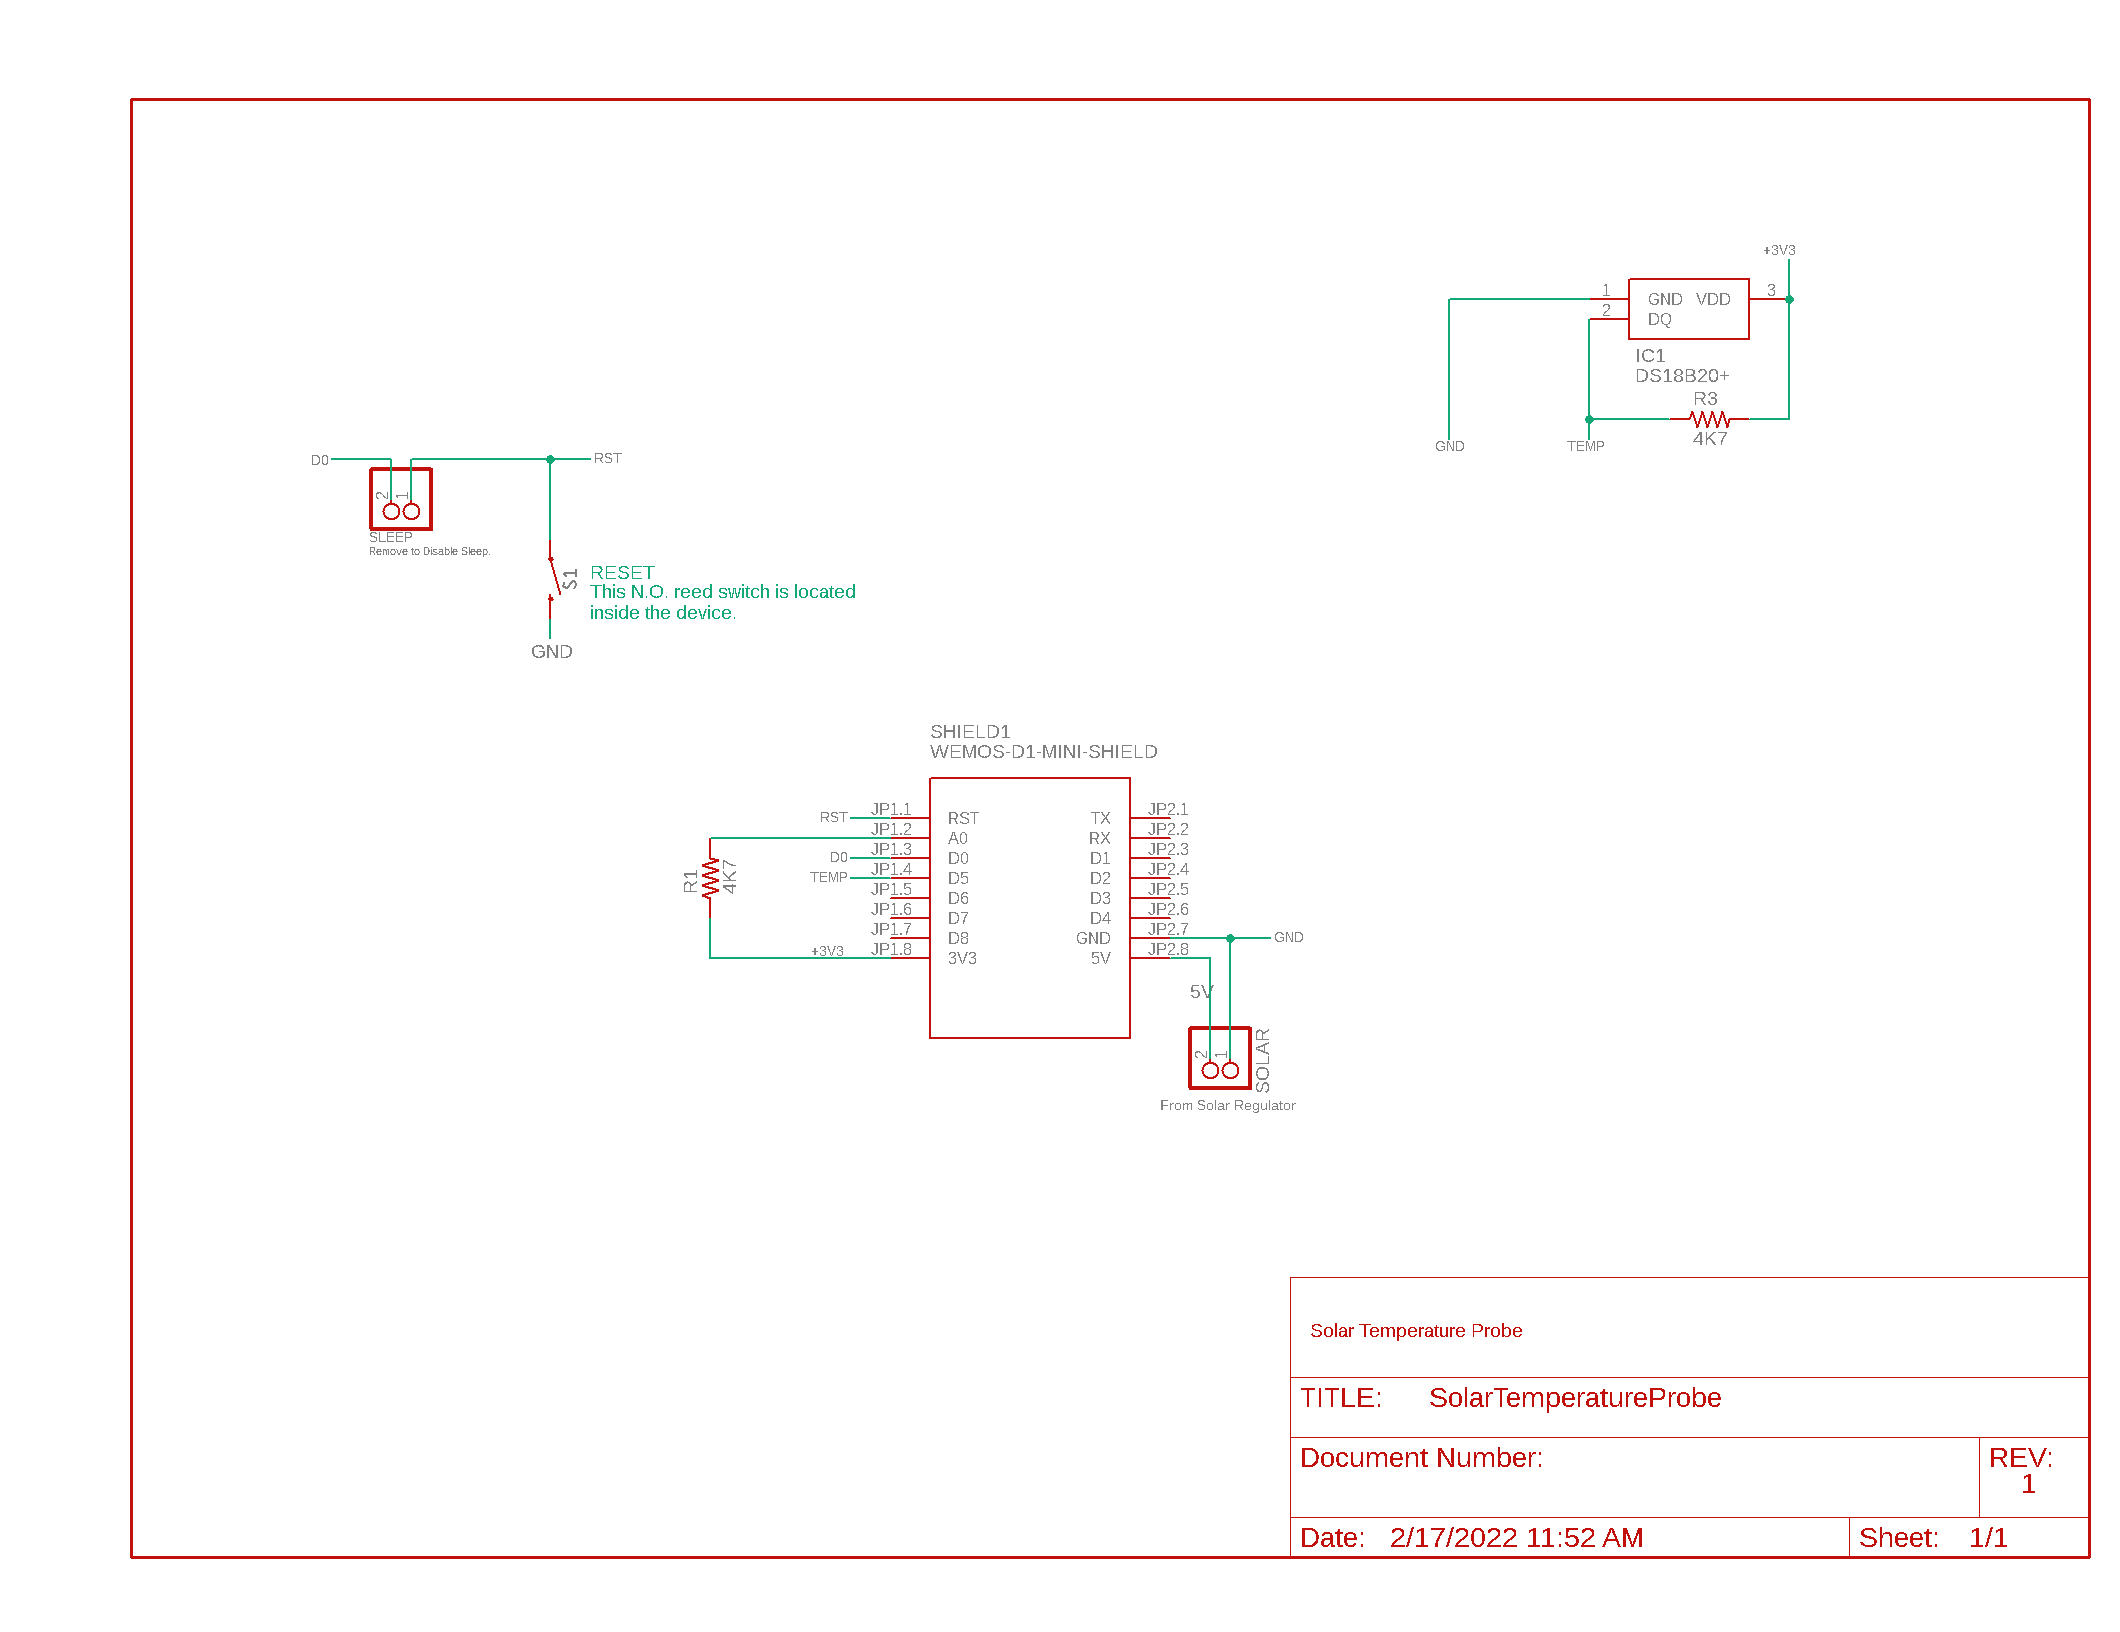 +3V3
1
GND VDD
3
2
DQ
IC1
DS18B20+
R3
4K7
GND
TEMP
D0
RST
2
1
SLEEP
Remove to Disable Sleep.
S1
RESET
This N.O. reed switch is located
inside the device.
GND
SHIELD1
WEMOS-D1-MINI-SHIELD
RST JP1.1 RST TX JP2.1
JP1.2 A0 RX JP2.2
D0 JP1.3 D0 D1 JP2.3
TEMP JP1.4 D5 D2 JP2.4
JP1.5 D6 D3 JP2.5
JP1.6 D7 D4 JP2.6
JP1.7 D8 GND JP2.7 GND
+3V3 JP1.8 3V3 5V JP2.8
R1
4K7
5V
2
1
SOLAR
From Solar Regulator
Solar Temperature Probe
TITLE: SolarTemperatureProbe
Document Number:
REV:
1
Date: 2/17/2022 11:52 AM
Sheet: 1/1